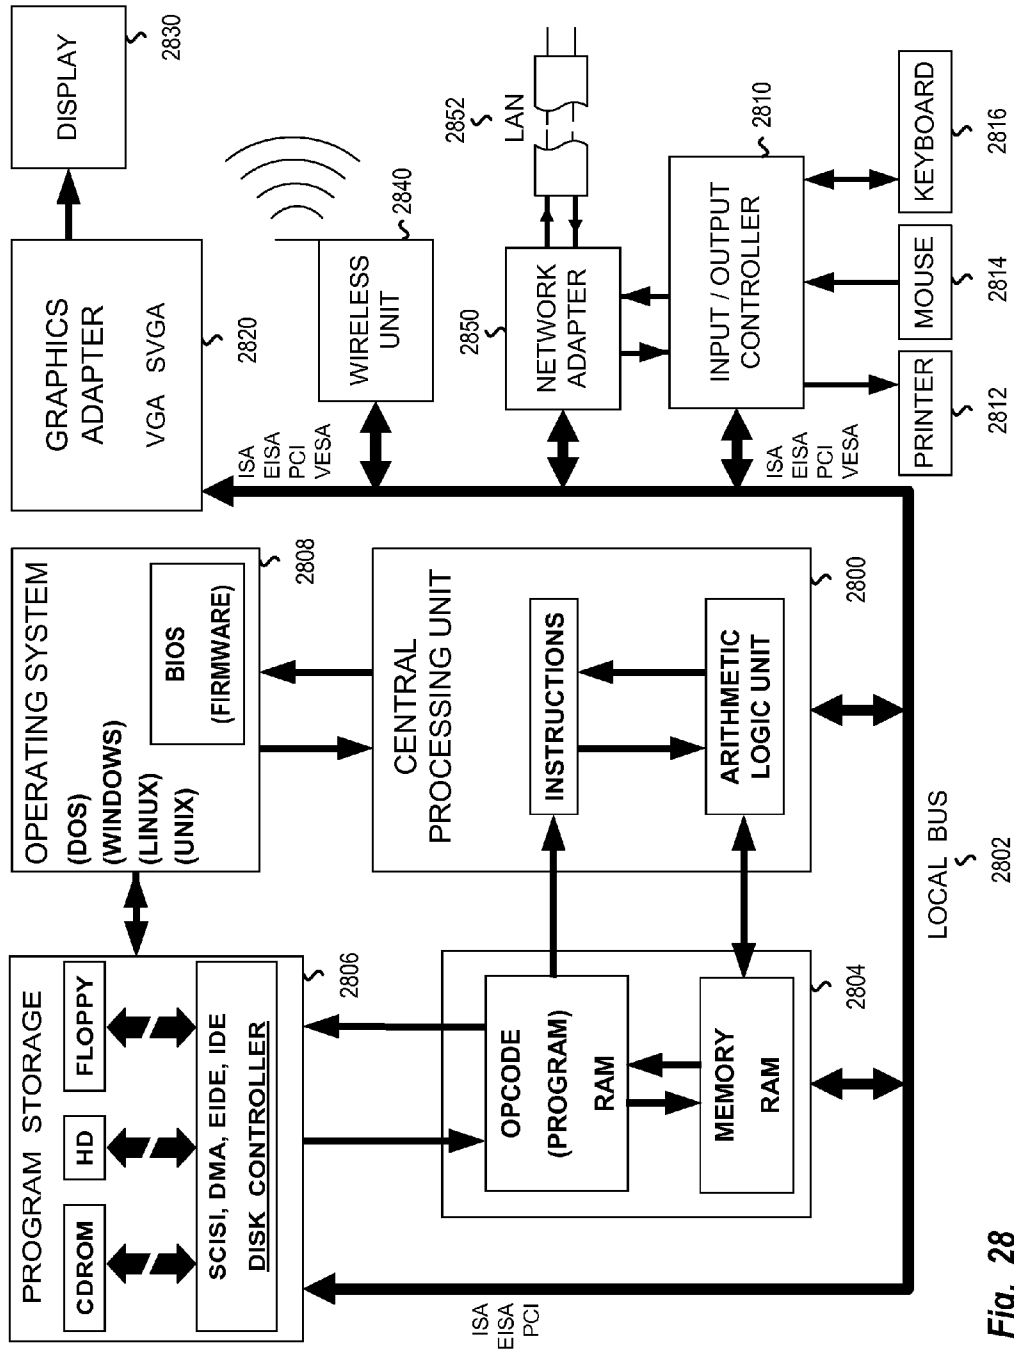 PROGRAM STORAGE
CDROM
HD
FLOPPY
SCISI, DMA, EIDE, IDE
DISK CONTROLLER
2806
OPERATING SYSTEM
(DOS)
(WINDOWS)
(LINUX)
(UNIX)
BIOS
(FIRMWARE)
2808
GRAPHICS
ADAPTER
VGA SVGA
2820
DISPLAY
2830
ISA
EISA
PCI
VESA
WIRELESS
UNIT
2840
CENTRAL
PROCESSING UNIT
INSTRUCTIONS
ARITHMETIC
LOGIC UNIT
2800
OPCODE
(PROGRAM)
RAM
MEMORY
RAM
2804
NETWORK
ADAPTER
2850
2852
LAN
INPUT / OUTPUT
CONTROLLER
2810
ISA
EISA
PCI
VESA
PRINTER
2812
MOUSE
2814
KEYBOARD
2816
ISA
EISA
PCI
LOCAL BUS
2802
Fig. 28